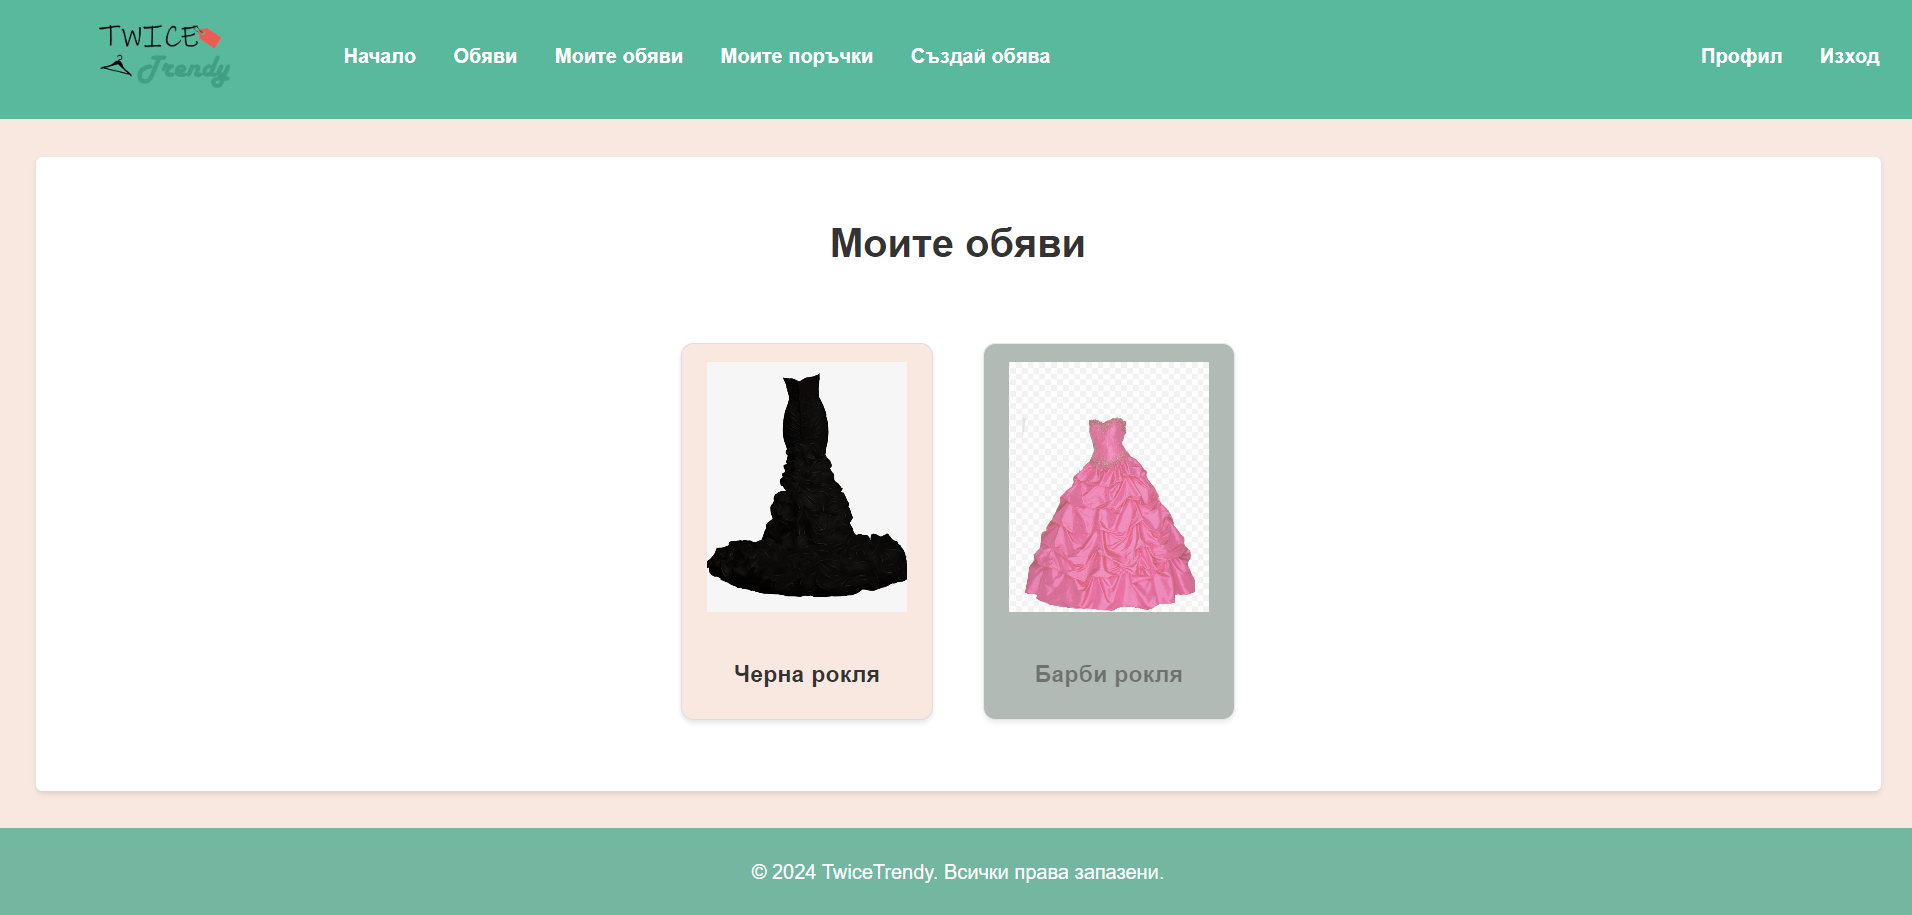 TWICE
Trendy
Начало Обяви Моите обяви Моите поръчки Създай обява Профил Изход
Моите обяви
Черна рокля Барби рокля
© 2024 TwiceTrendy. Всички права запазени.